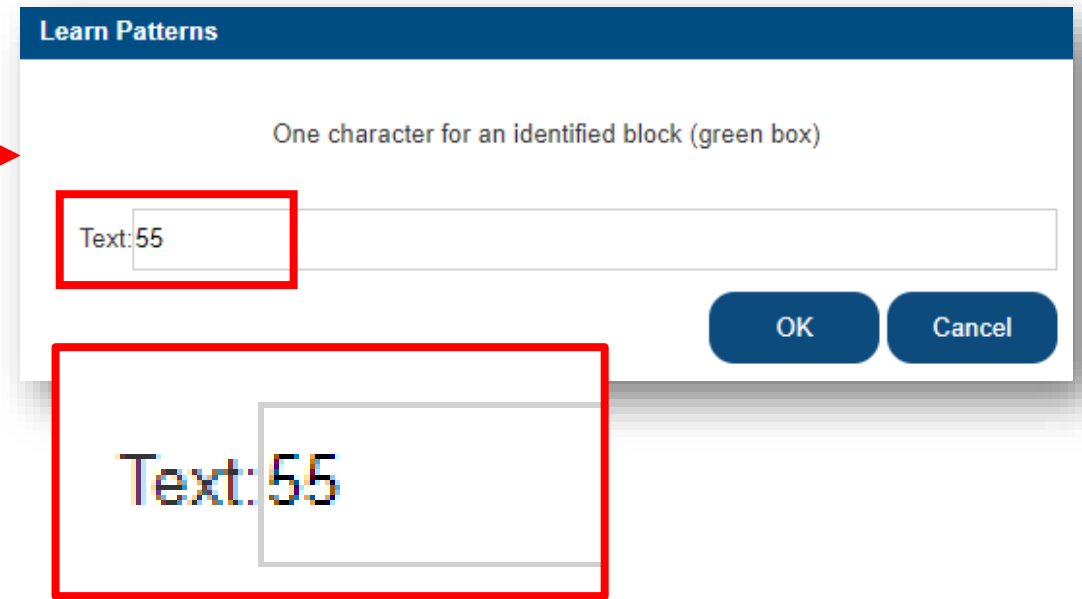 Learn Patterns
One character for an identified block (green box)
Text:55
OK Cancel
Text:55